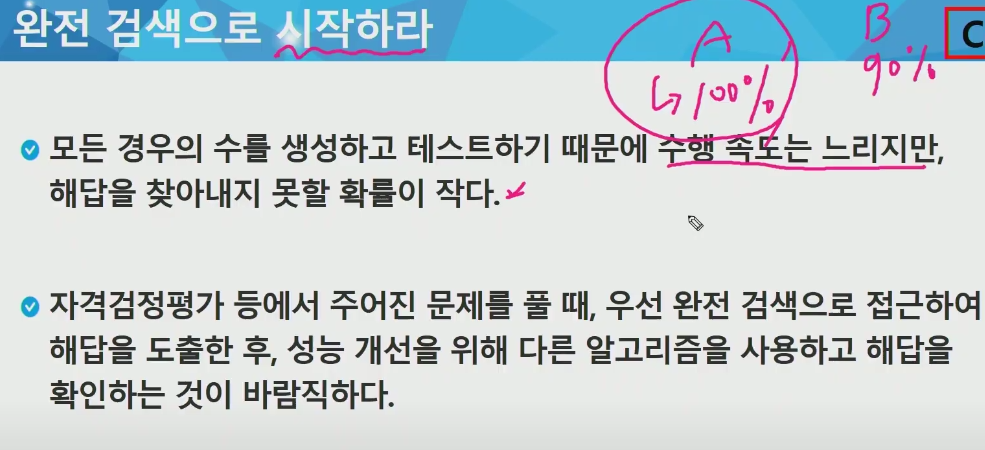 완전 검색으로 시작하라
A
↳ 100%
B
90%
C
모든 경우의 수를 생성하고 테스트하기 때문에 수행 속도는 느리지만,
해답을 찾아내지 못할 확률이 작다.
자격검정평가 등에서 주어진 문제를 풀 때, 우선 완전 검색으로 접근하여
해답을 도출한 후, 성능 개선을 위해 다른 알고리즘을 사용하고 해답을
확인하는 것이 바람직하다.